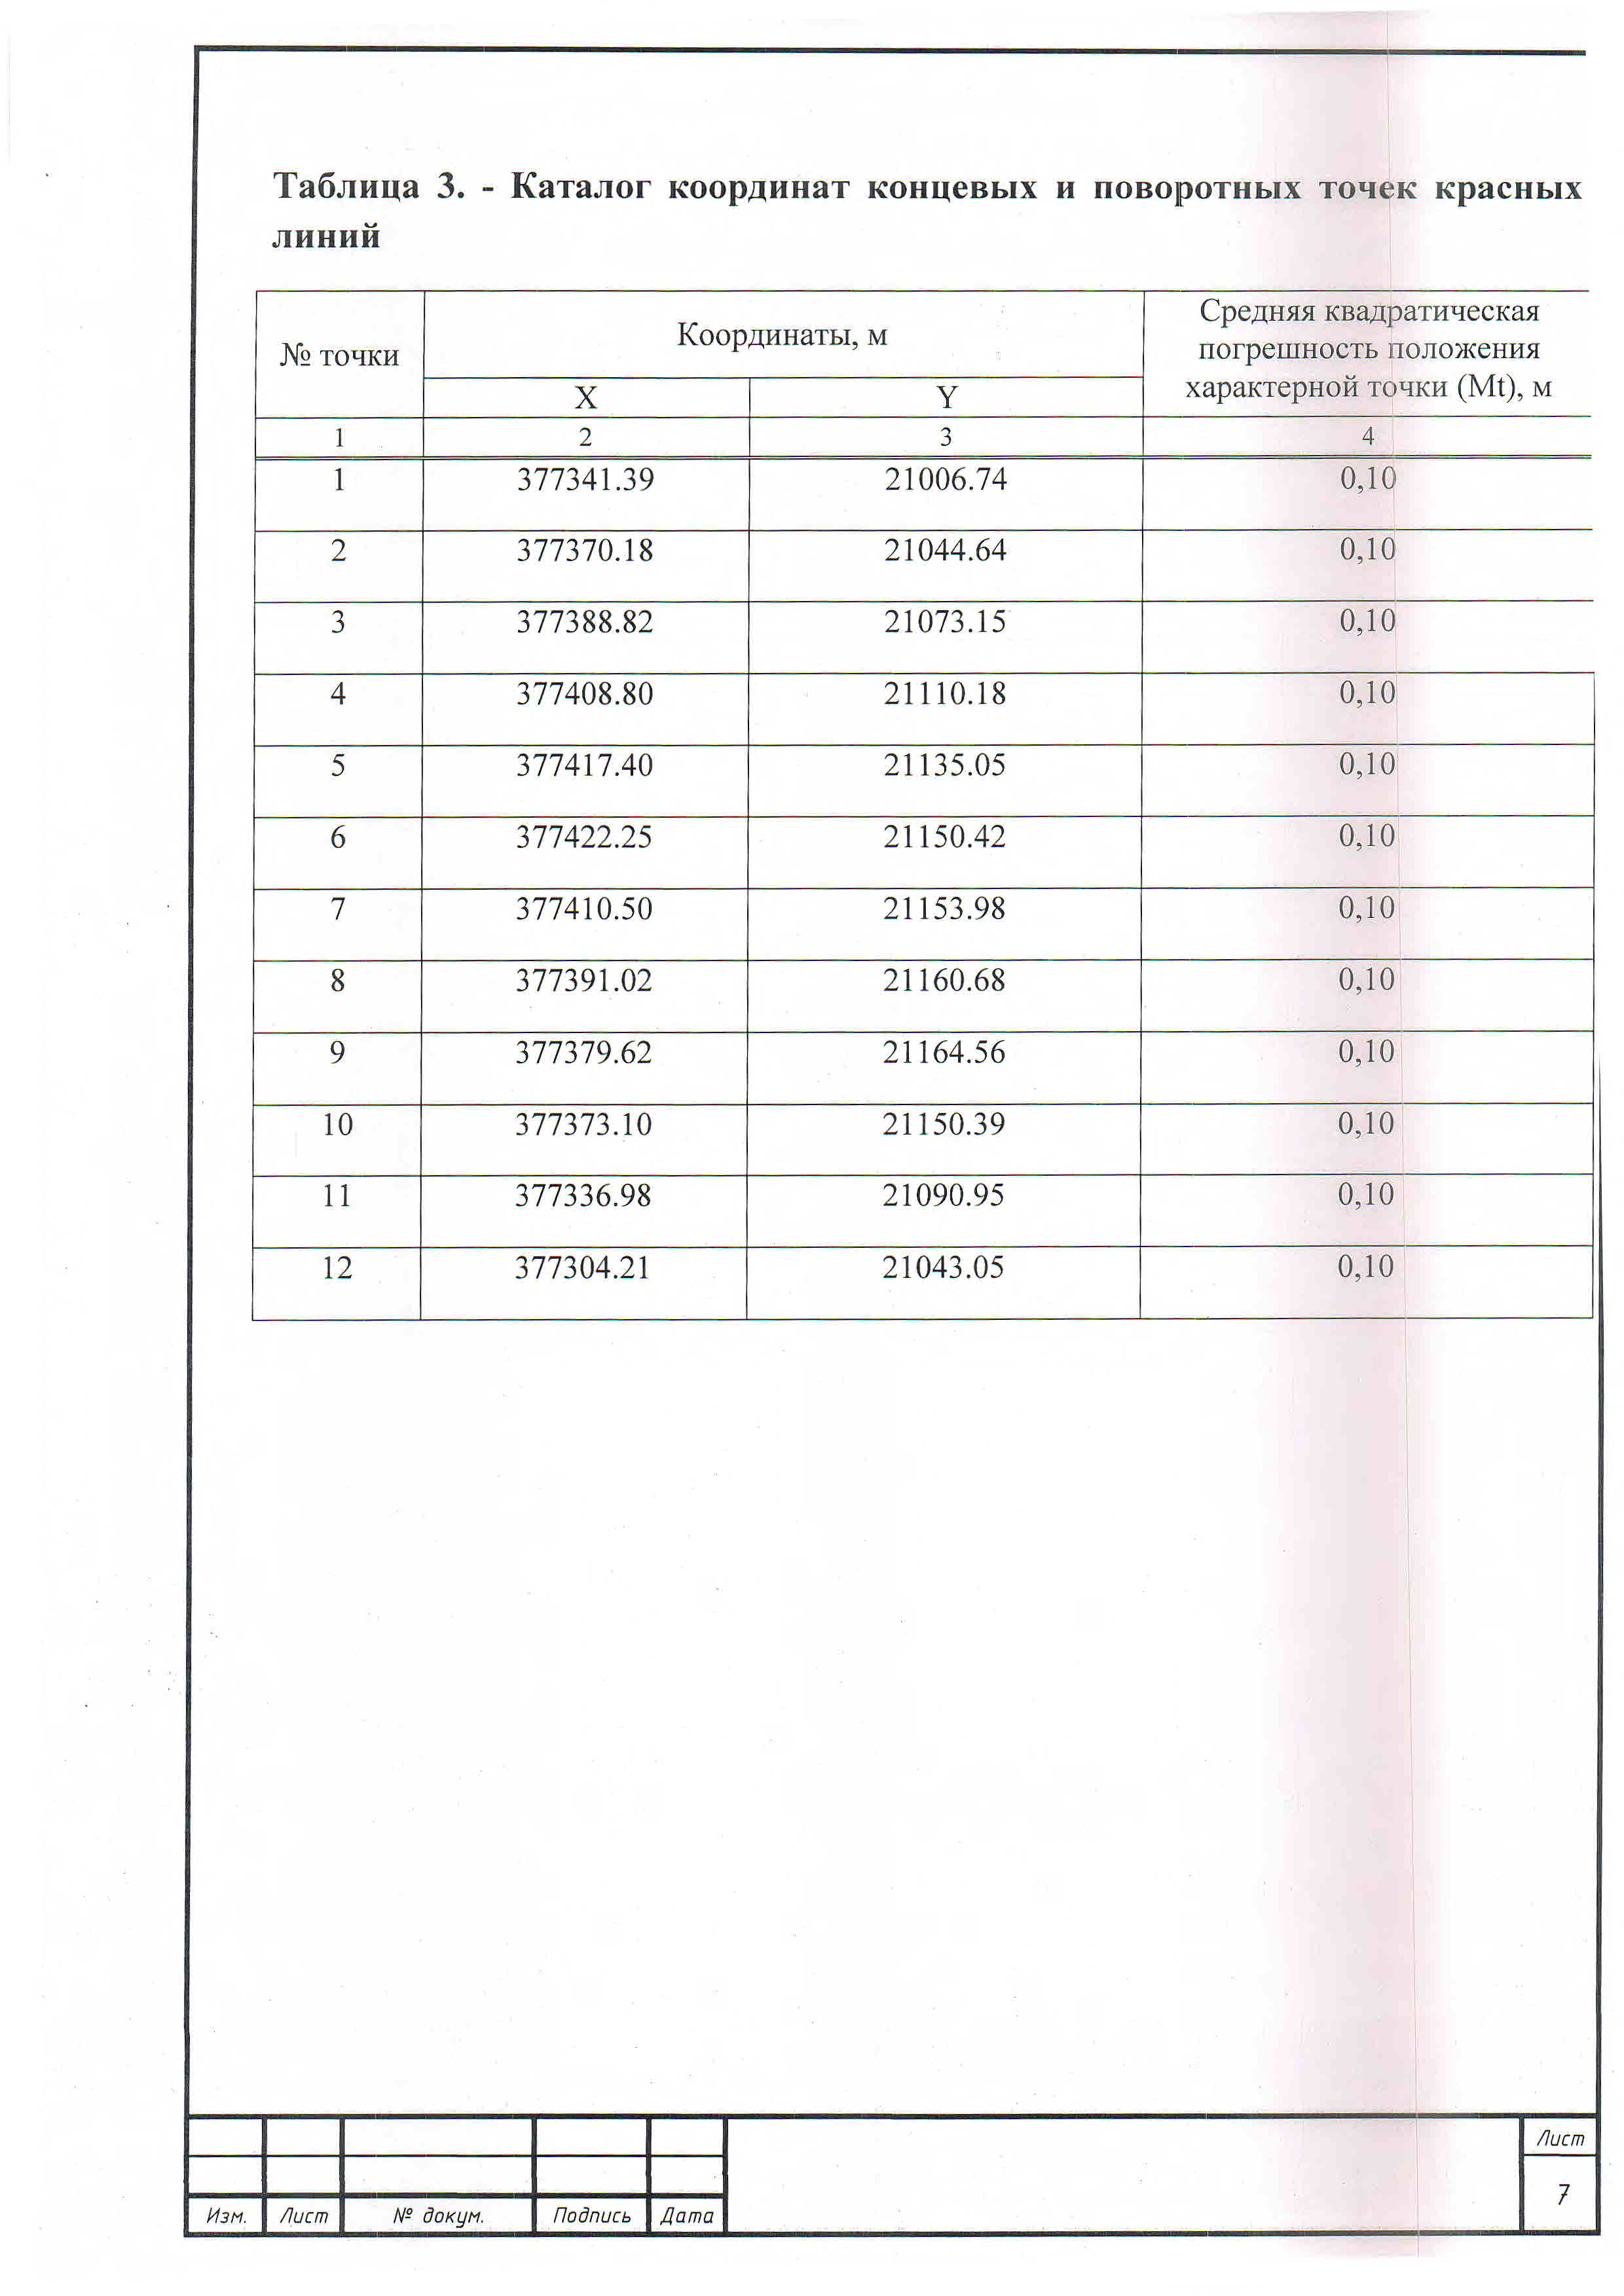 Таблица 3. - Каталог координат концевых и поворотных точек красных
линий
№ точки
Координаты, м
Средняя квадратическая
погрешность положения
характерной точки (Mt), м
X Y
1 2 3 4
1 377341.39 21006.74 0,10
2 377370.18 21044.64 0,10
3 377388.82 21073.15 0,10
4 377408.80 21110.18 0,10
5 377417.40 21135.05 0,10
6 377422.25 21150.42 0,10
7 377410.50 21153.98 0,10
8 377391.02 21160.68 0,10
9 377379.62 21164.56 0,10
10 377373.10 21150.39 0,10
11 377336.98 21090.95 0,10
12 377304.21 21043.05 0,10
Лист
7
Изм. Лист № докум. Подпись Дата